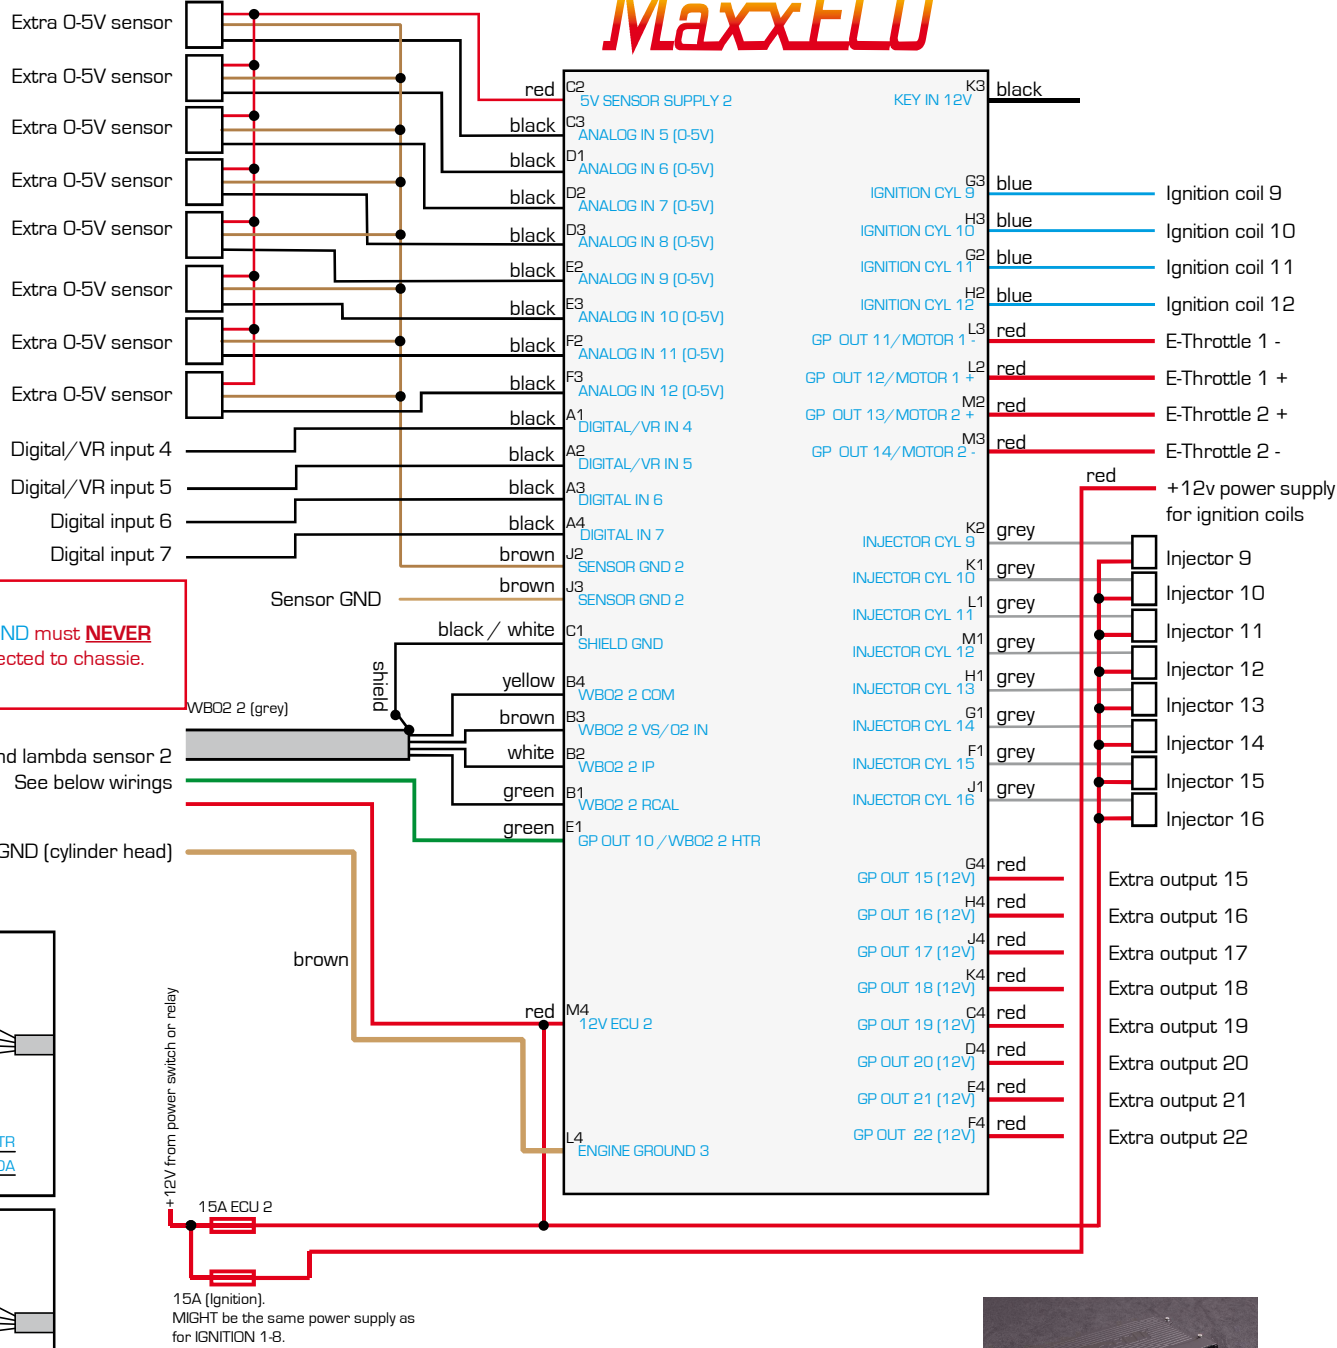 MaxxECU
Extra 0-5V sensor
Extra 0-5V sensor
Extra 0-5V sensor
Extra 0-5V sensor
Extra 0-5V sensor
Extra 0-5V sensor
Extra 0-5V sensor
Extra 0-5V sensor
Digital/VR input 4
Digital/VR input 5
Digital input 6
Digital input 7
Sensor GND
ND must NEVER
ected to chassie.
shield
WBO2 2 (grey)
nd lambda sensor 2
See below wirings
GND (cylinder head)
brown
red C2 5V SENSOR SUPPLY 2
black C3 ANALOG IN 5 (0-5V)
black D1 ANALOG IN 6 (0-5V)
black D2 ANALOG IN 7 (0-5V)
black D3 ANALOG IN 8 (0-5V)
black E2 ANALOG IN 9 (0-5V)
black E3 ANALOG IN 10 (0-5V)
black F2 ANALOG IN 11 (0-5V)
black F3 ANALOG IN 12 (0-5V)
black A1 DIGITAL/VR IN 4
black A2 DIGITAL/VR IN 5
black A3 DIGITAL IN 6
black A4 DIGITAL IN 7
brown J2 SENSOR GND 2
brown J3 SENSOR GND 2
black / white C1 SHIELD GND
yellow B4 WBO2 2 COM
brown B3 WBO2 2 VS/02 IN
white B2 WBO2 2 IP
green B1 WBO2 2 RCAL
green E1 GP OUT 10 /WBO2 2 HTR
red M4 12V ECU 2
L4 ENGINE GROUND 3
KEY IN 12V K3 black
IGNITION CYL 9 G3 blue Ignition coil 9
IGNITION CYL 10 H3 blue Ignition coil 10
IGNITION CYL 11 G2 blue Ignition coil 11
IGNITION CYL 12 H2 blue Ignition coil 12
GP OUT 11/MOTOR 1 - L3 red E-Throttle 1 -
GP OUT 12/MOTOR 1 + L2 red E-Throttle 1 +
GP OUT 13/MOTOR 2 + M2 red E-Throttle 2 +
GP OUT 14/MOTOR 2 - M3 red E-Throttle 2 -
red +12v power supply
for ignition coils
INJECTOR CYL 9 K2 grey Injector 9
INJECTOR CYL 10 K1 grey Injector 10
INJECTOR CYL 11 L1 grey Injector 11
INJECTOR CYL 12 M1 grey Injector 12
INJECTOR CYL 13 H1 grey Injector 13
INJECTOR CYL 14 G1 grey Injector 14
INJECTOR CYL 15 F1 grey Injector 15
INJECTOR CYL 16 J1 grey Injector 16
GP OUT 15 (12V) G4 red Extra output 15
GP OUT 16 (12V) H4 red Extra output 16
GP OUT 17 (12V) J4 red Extra output 17
GP OUT 18 (12V) K4 red Extra output 18
GP OUT 19 (12V) C4 red Extra output 19
GP OUT 20 (12V) D4 red Extra output 20
GP OUT 21 (12V) E4 red Extra output 21
GP OUT 22 (12V) F4 red Extra output 22
TR
DA
+12V from power switch or relay
15A ECU 2
15A (Ignition).
MIGHT be the same power supply as
for IGNITION 1-8.